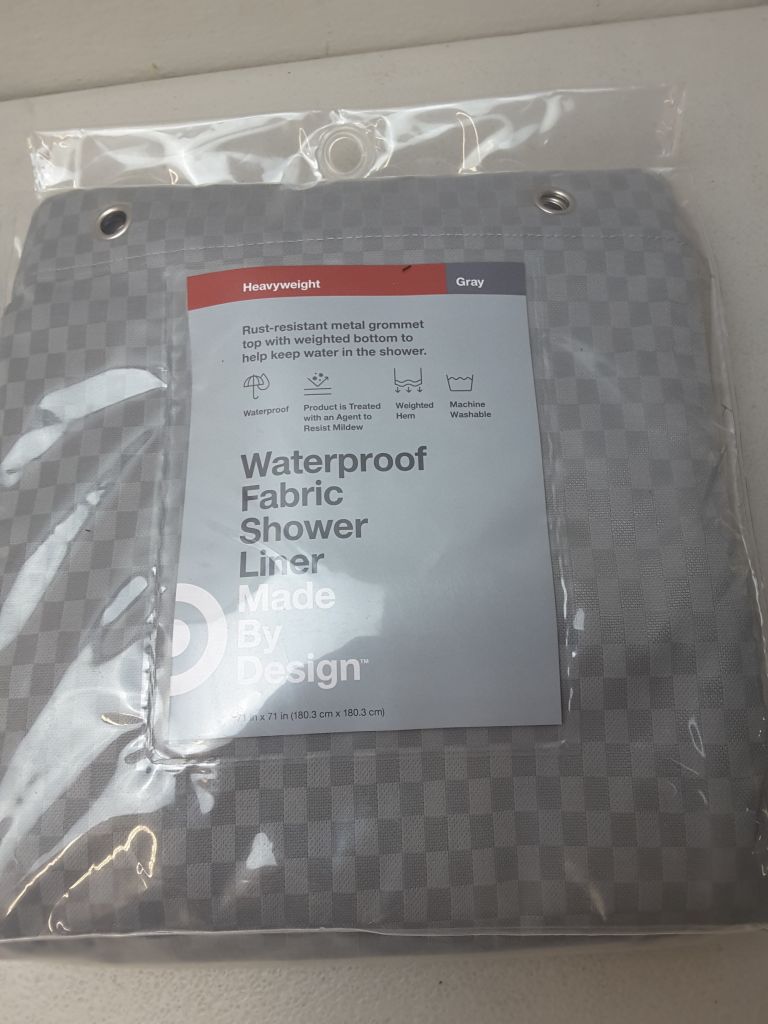 Heavyweight
Gray
Rust-resistant metal grommet
top with weighted bottom to
help keep water in the shower.
Waterproof
Product is Treated
with an Agent to
Resist Mildew
Weighted
Hem
Machine
Washable
Waterproof
Fabric
Shower
Liner
Made
By
Design™
71 in x 71 in (180.3 cm x 180.3 cm)